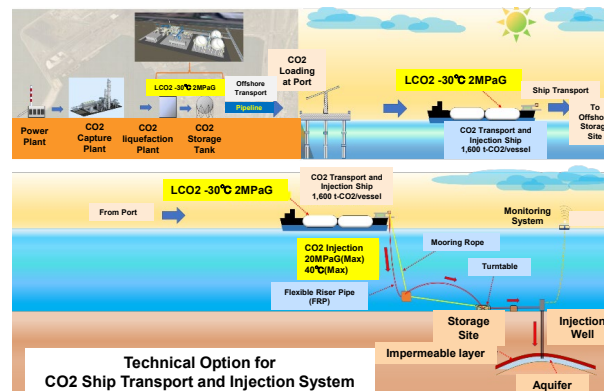 LCO2 -30℃ 2MPaG
Offshore
Transport
Pipeline
CO2
Loading
at Port
LCO2 -30℃ 2MPaG
Ship Transport
To
Offshore
Storage
Site
Power
Plant
CO2
Capture
Plant
CO2
liquefaction
Plant
CO2
Storage
Tank
CO2 Transport and
Injection Ship
1,600 t-CO2/vessel
LCO2 -30℃ 2MPaG
CO2 Transport and
Injection Ship
1,600 t-CO2/vessel
From Port
Monitoring
System
CO2 Injection
20MPaG(Max)
40℃(Max)
Mooring Rope
Flexible Riser Pipe
(FRP)
Turntable
Storage
Site
Injection
Well
Impermeable layer
Aquifer
Technical Option for
CO2 Ship Transport and Injection System